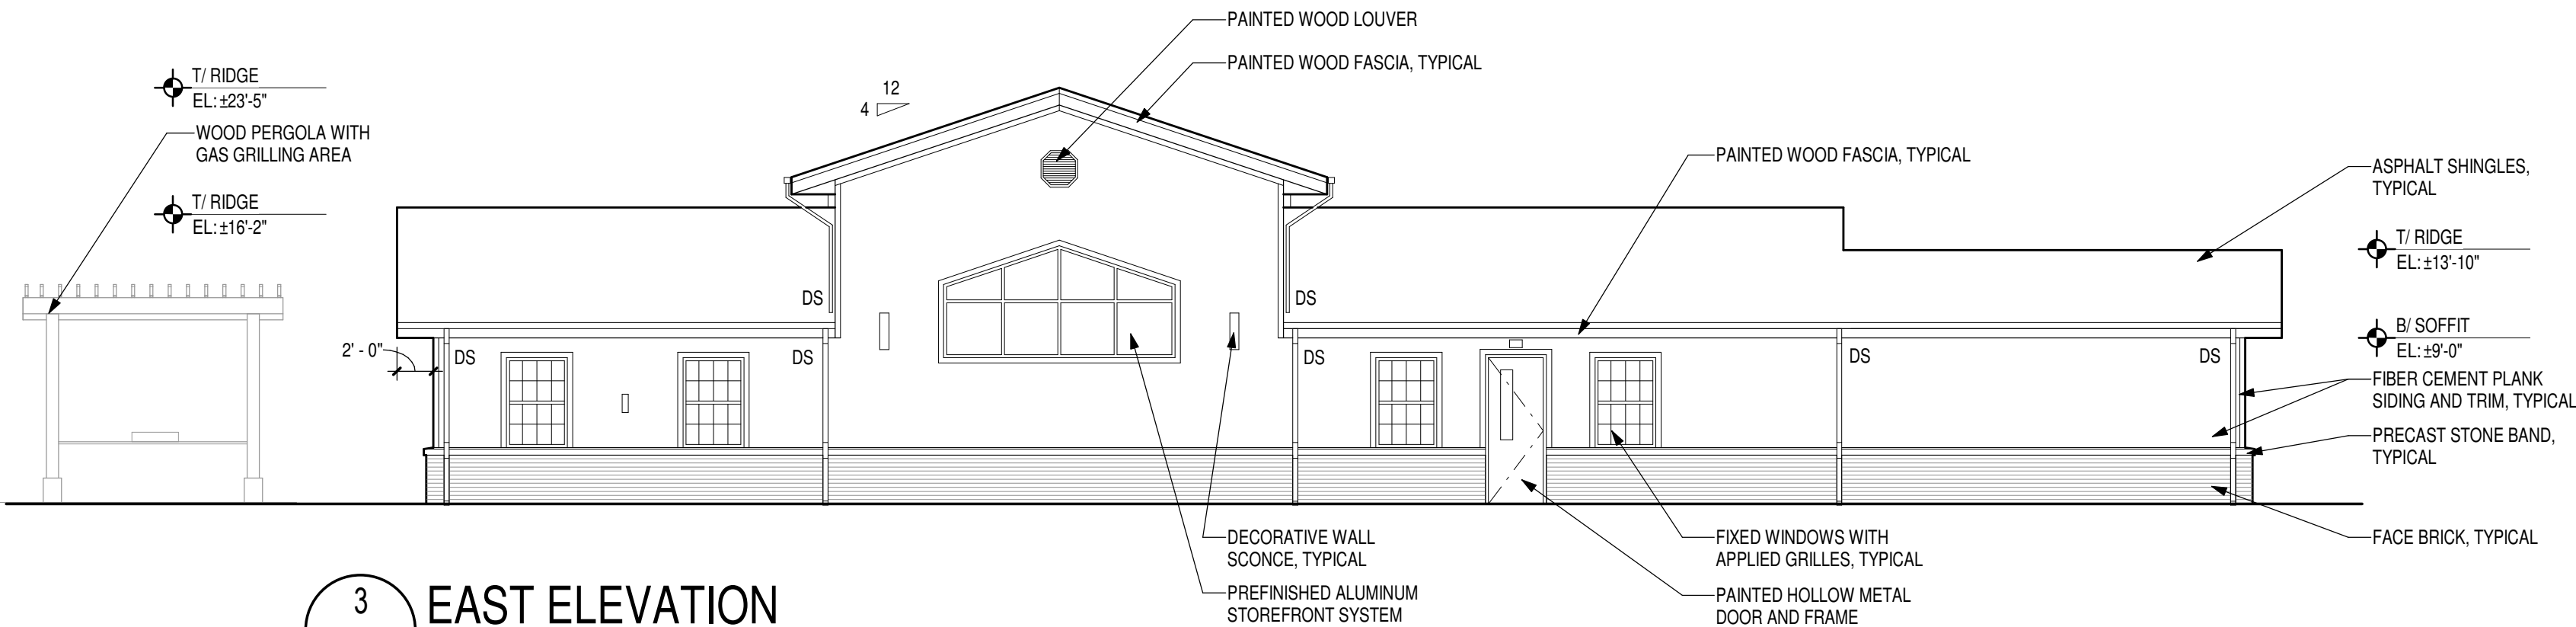 PAINTED WOOD LOUVER
PAINTED WOOD FASCIA, TYPICAL
T/ RIDGE
EL: ±23'-5"
12
4
WOOD PERGOLA WITH
GAS GRILLING AREA
PAINTED WOOD FASCIA, TYPICAL
ASPHALT SHINGLES,
TYPICAL
T/ RIDGE
EL: ±16'-2"
T/ RIDGE
EL: ±13'-10"
DS
DS
B/ SOFFIT
EL: ±9'-0"
2' - 0"
DS
DS
DS
DS
DS
FIBER CEMENT PLANK
SIDING AND TRIM, TYPICAL
PRECAST STONE BAND,
TYPICAL
DECORATIVE WALL
SCONCE, TYPICAL
FIXED WINDOWS WITH
APPLIED GRILLES, TYPICAL
FACE BRICK, TYPICAL
PREFINISHED ALUMINUM
STOREFRONT SYSTEM
PAINTED HOLLOW METAL
DOOR AND FRAME
3
EAST ELEVATION